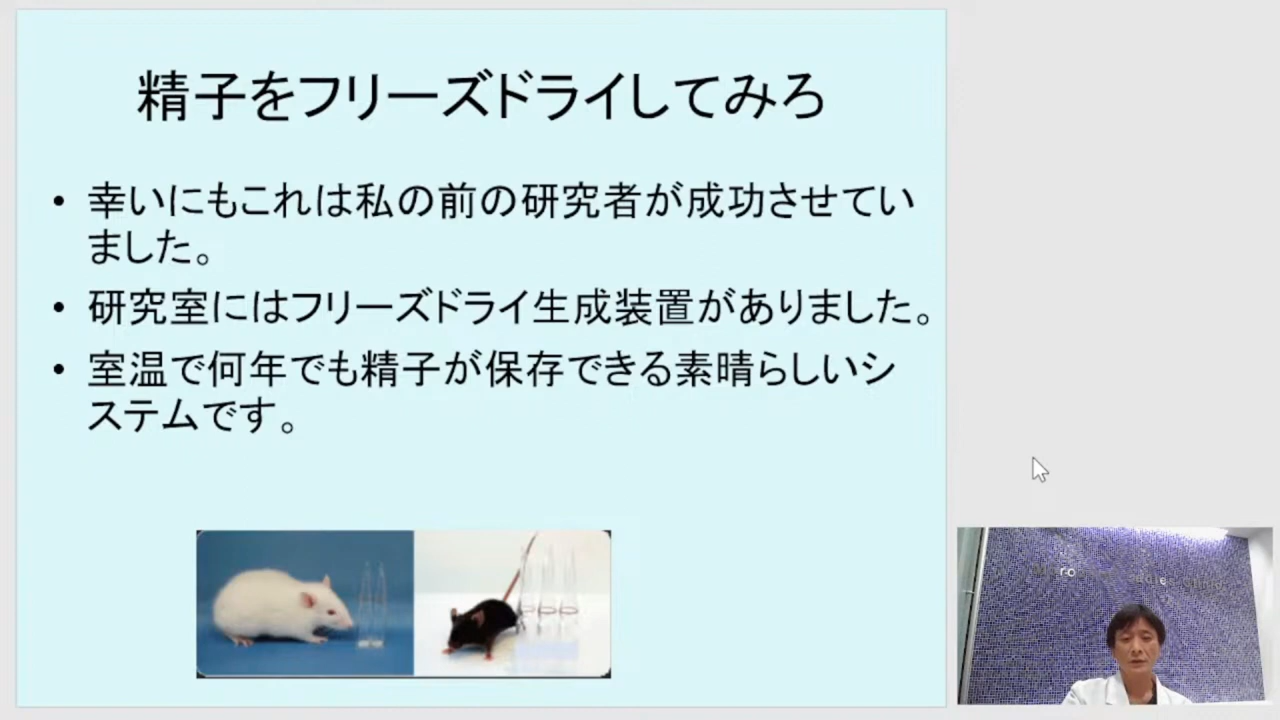 精子をフリーズドライしてみろ
• 幸いにもこれは私の前の研究者が成功させてい
ました。
• 研究室にはフリーズドライ生成装置がありました。
• 室温で何年でも精子が保存できる素晴らしいシ
ステムです。